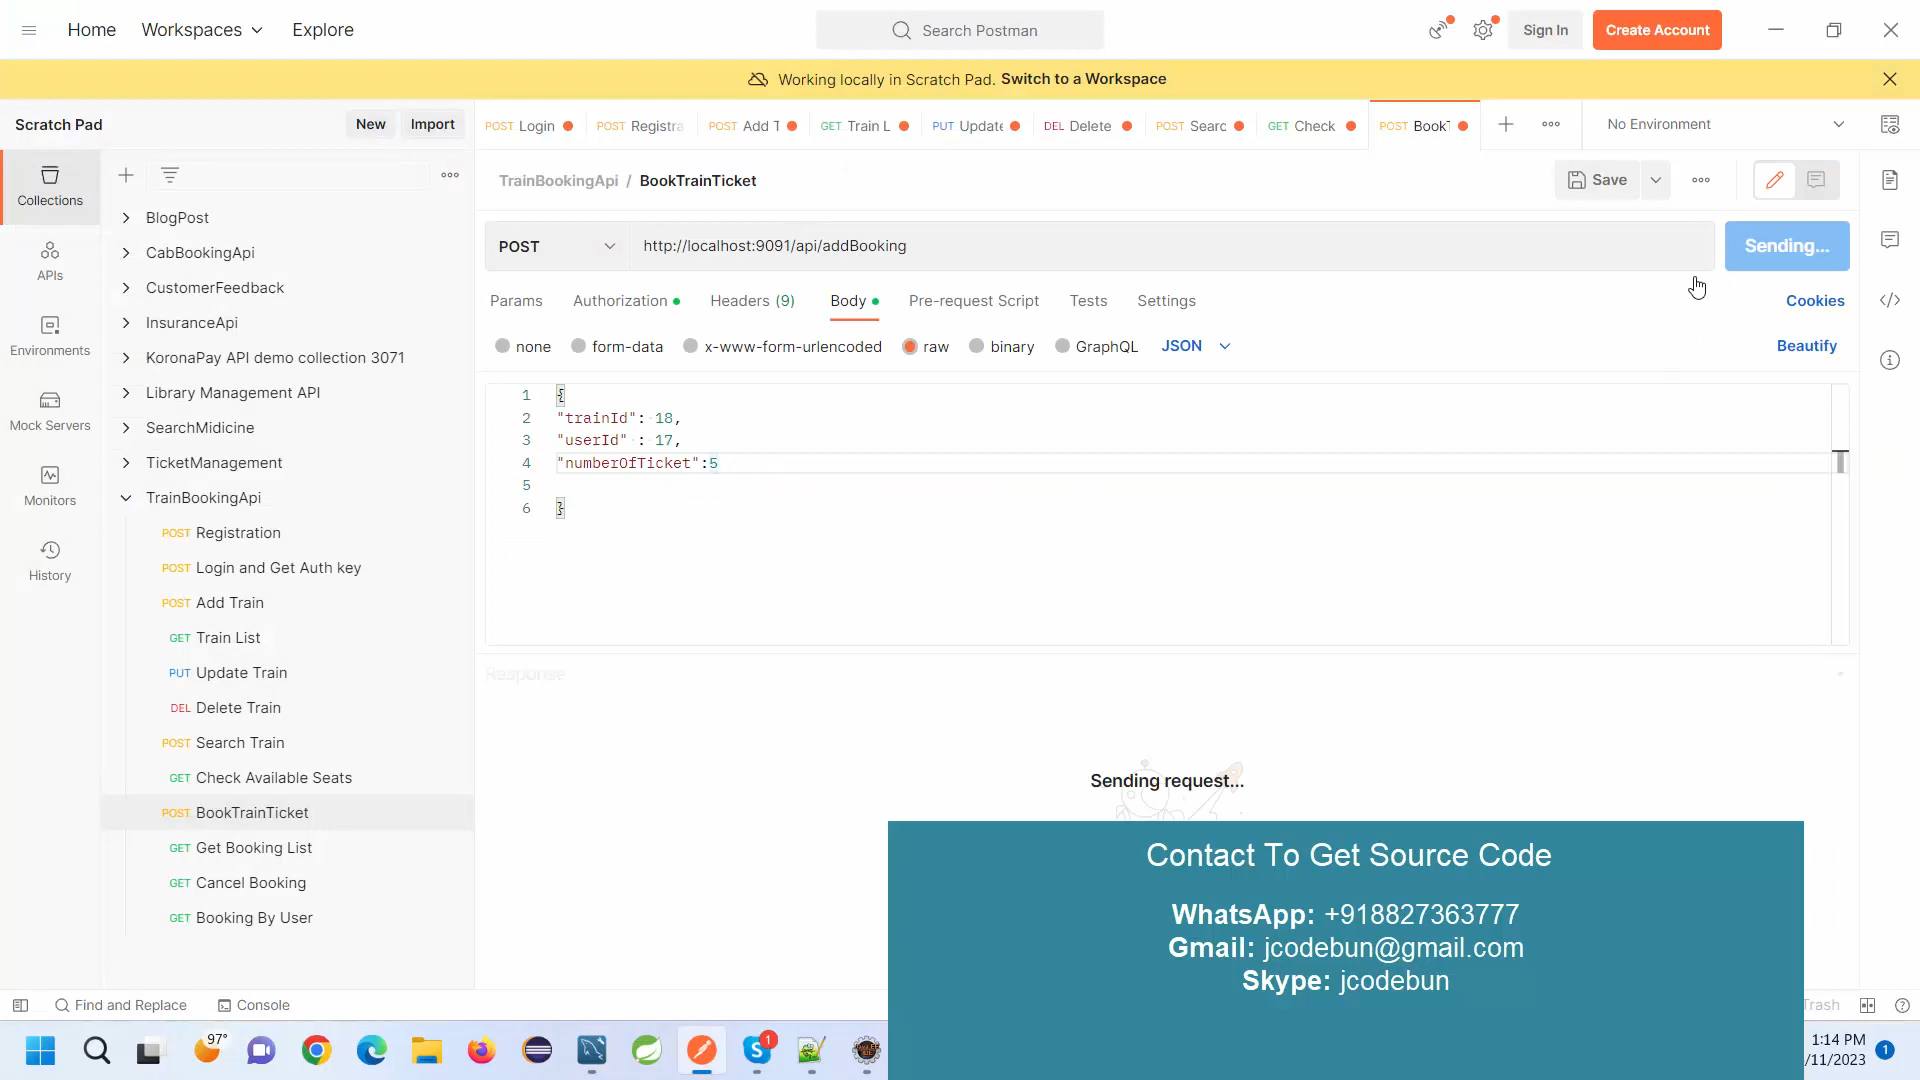 Home Workspaces Explore
Search Postman
Sign In Create Account
Working locally in Scratch Pad. Switch to a Workspace
Scratch Pad New Import
POST Login POST Registra POST Add T GET Train L PUT Update DEL Delete POST Searc GET Check POST BookT
No Environment
Collections
APIs
Environments
Mock Servers
Monitors
History
BlogPost
CabBookingApi
CustomerFeedback
InsuranceApi
KoronaPay API demo collection 3071
Library Management API
SearchMidicine
TicketManagement
TrainBookingApi
POST Registration
POST Login and Get Auth key
POST Add Train
GET Train List
PUT Update Train
DEL Delete Train
POST Search Train
GET Check Available Seats
POST BookTrainTicket
GET Get Booking List
GET Cancel Booking
GET Booking By User
TrainBookingApi / BookTrainTicket
Save
POST http://localhost:9091/api/addBooking
Sending...
Params Authorization Headers (9) Body Pre-request Script Tests Settings
Cookies
none form-data x-www-form-urlencoded raw binary GraphQL JSON
Beautify
1 {
2 "trainId": 18,
3 "userId" : 17,
4 "numberOfTicket":5
5
6 }
Response
Sending request...
Contact To Get Source Code
WhatsApp: +918827363777
Gmail: jcodebun@gmail.com
Skype: jcodebun
Find and Replace Console
Trash
97°
1
1:14 PM
/11/2023
1